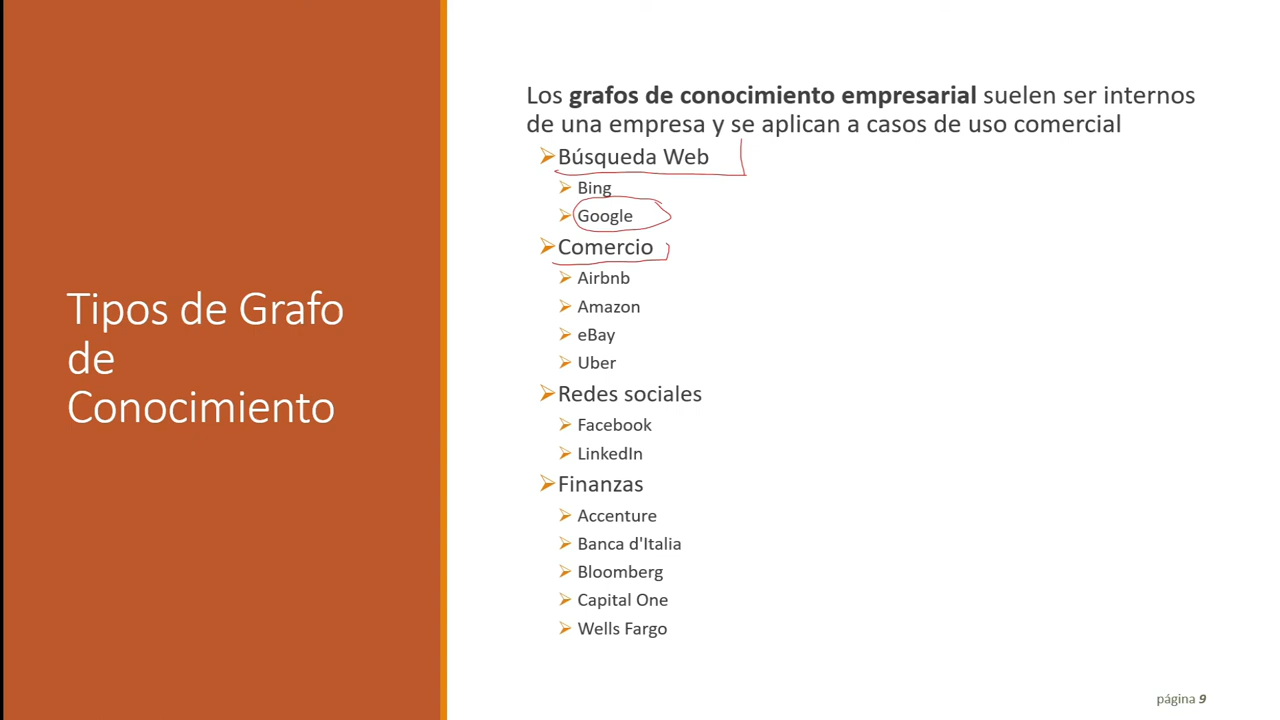 Tipos de Grafo
de
Conocimiento
Los grafos de conocimiento empresarial suelen ser internos
de una empresa y se aplican a casos de uso comercial
Búsqueda Web
Bing
Google
Comercio
Airbnb
Amazon
eBay
Uber
Redes sociales
Facebook
LinkedIn
Finanzas
Accenture
Banca d'Italia
Bloomberg
Capital One
Wells Fargo
página 9